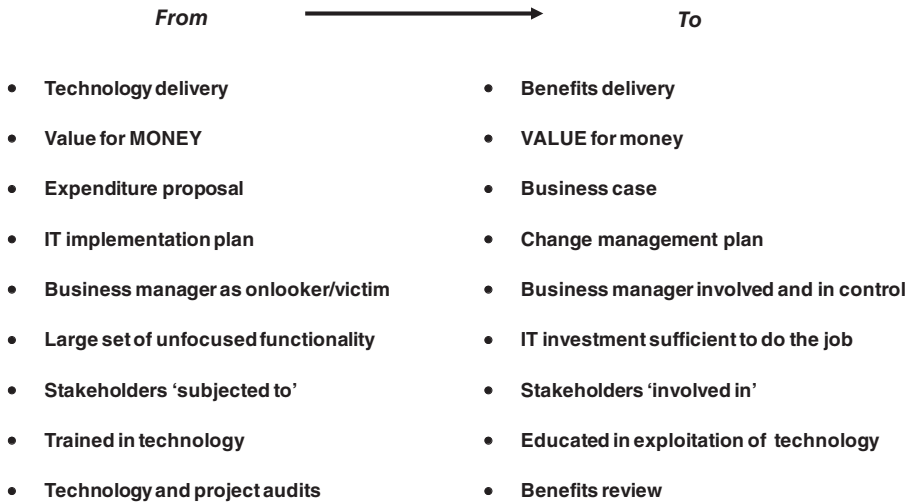 From To
• Technology delivery • Benefits delivery
• Value for MONEY • VALUE for money
• Expenditure proposal • Business case
• IT implementation plan • Change management plan
• Business manager as onlooker/victim • Business manager involved and in control
• Large set of unfocused functionality • IT investment sufficient to do the job
• Stakeholders ‘subjected to’ • Stakeholders ‘involved in’
• Trained in technology • Educated in exploitation of technology
• Technology and project audits • Benefits review